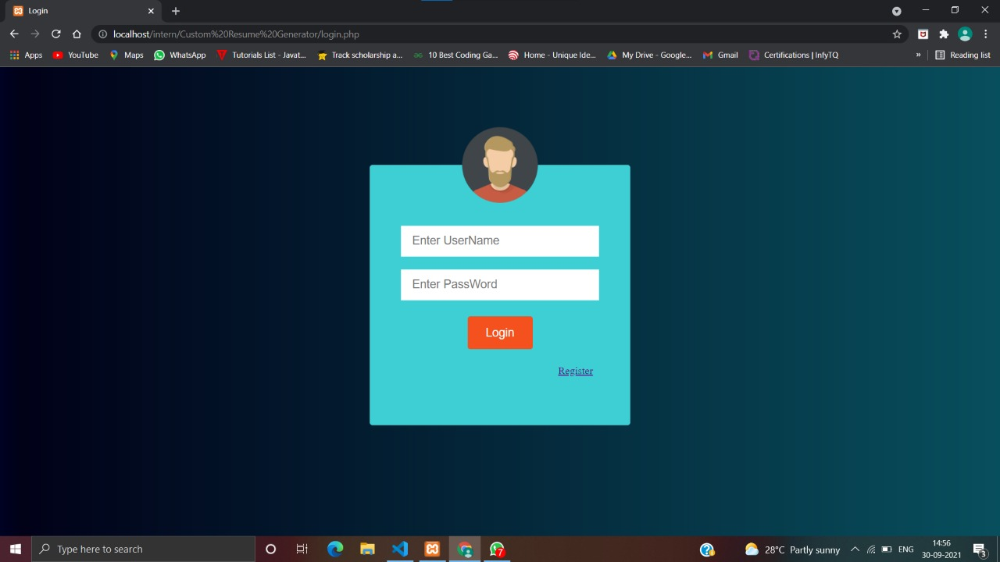 Login
localhost/intern/Custom%20Resume%20Generator/login.php
Apps YouTube Maps WhatsApp Tutorials List - Javat... Track scholarship a... 10 Best Coding Ga... Home - Unique Ide... My Drive - Google... Gmail Certifications | InfyTQ » Reading list
Enter UserName
Enter PassWord
Login
Register
Type here to search
7
28°C Partly sunny
ENG
14:56
30-09-2021
3